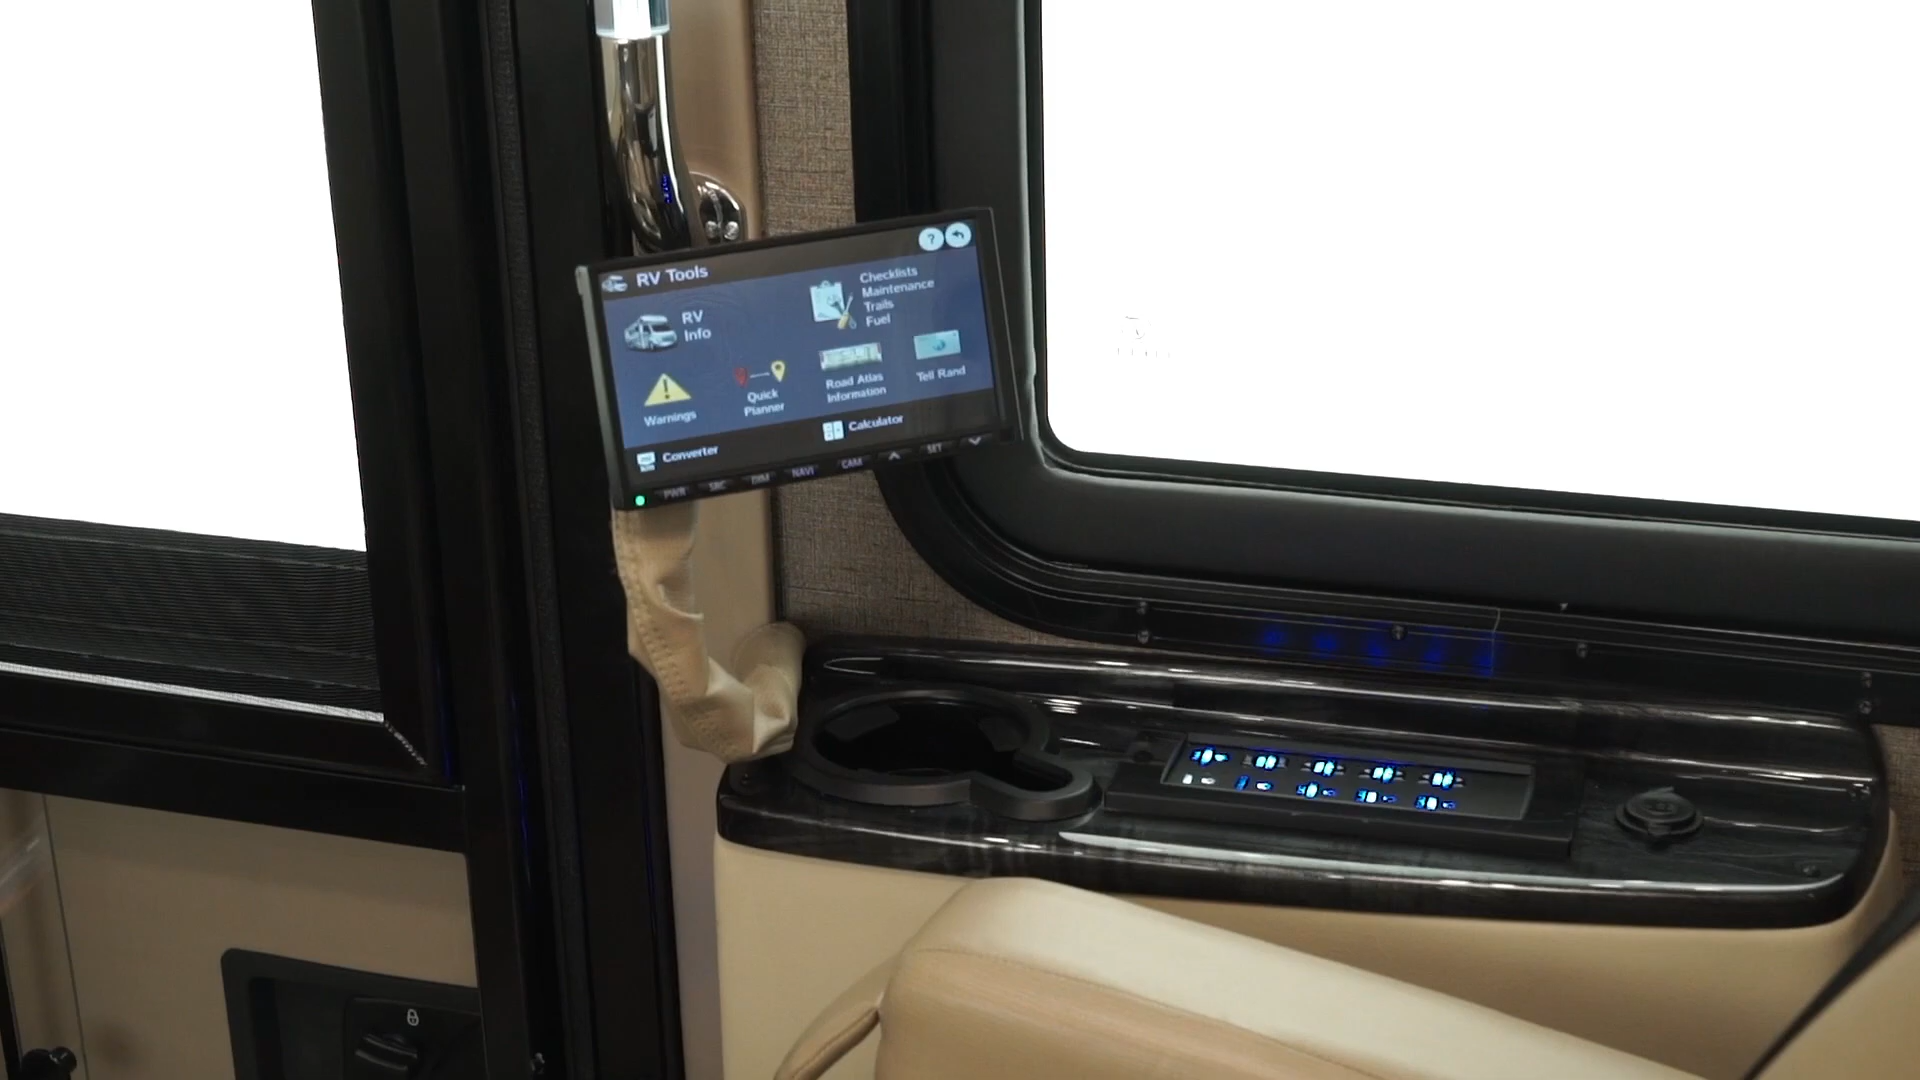 RV Tools
?
RV
Info
Checklists
Maintenance
Trails
Fuel
Warnings
Quick
Planner
Road Atlas
Information
Tell Rand
Converter
Calculator
PWR SRC DIM NAVI CAM SET